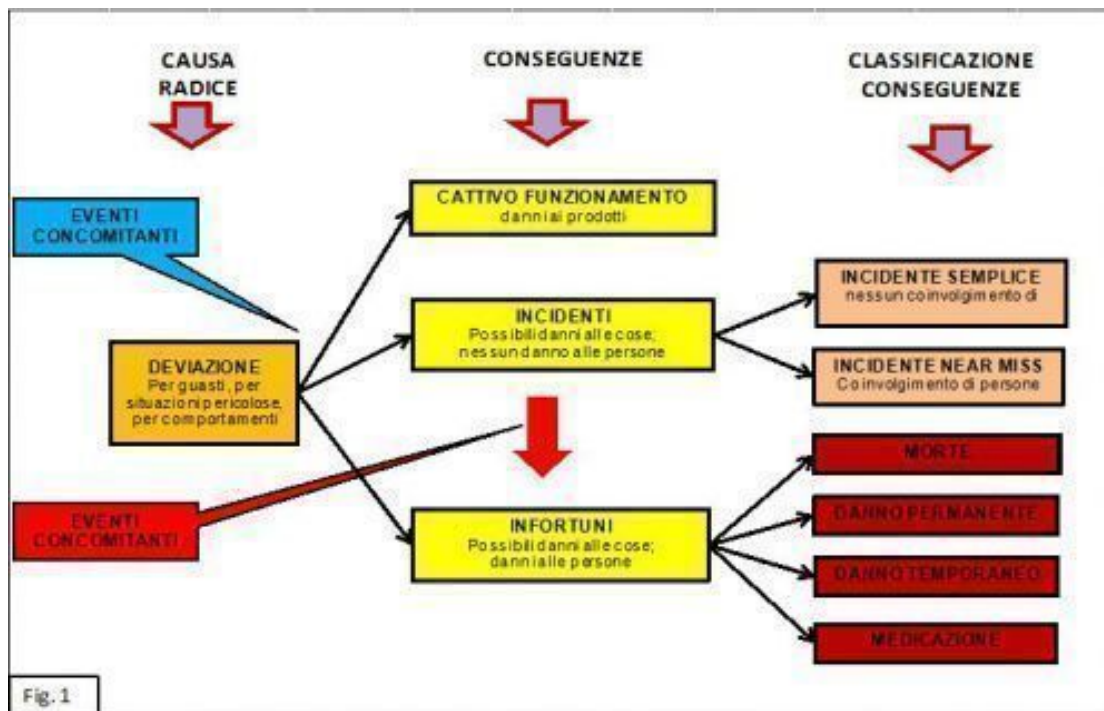 CAUSA
RADICE
CONSEGUENZE
CLASSIFICAZIONE
CONSEGUENZE
EVENTI
CONCOMITANTI
CATTIVO FUNZIONAMENTO
danni ai prodotti
INCIDENTI
Possibili danni alle cose;
nessun danno alle persone
INCIDENTE SEMPLICE
nessun coinvolgimento di
INCIDENTE NEAR MISS
Coinvolgimento di persone
DEVIAZIONE
Per guasti, per
situazioni pericolose,
per comportamenti
EVENTI
CONCOMITANTI
INFORTUNI
Possibili danni alle cose;
danni alle persone
MORTE
DANNO PERMANENTE
DANNO TEMPORANEO
MEDICAZIONE
Fig. 1